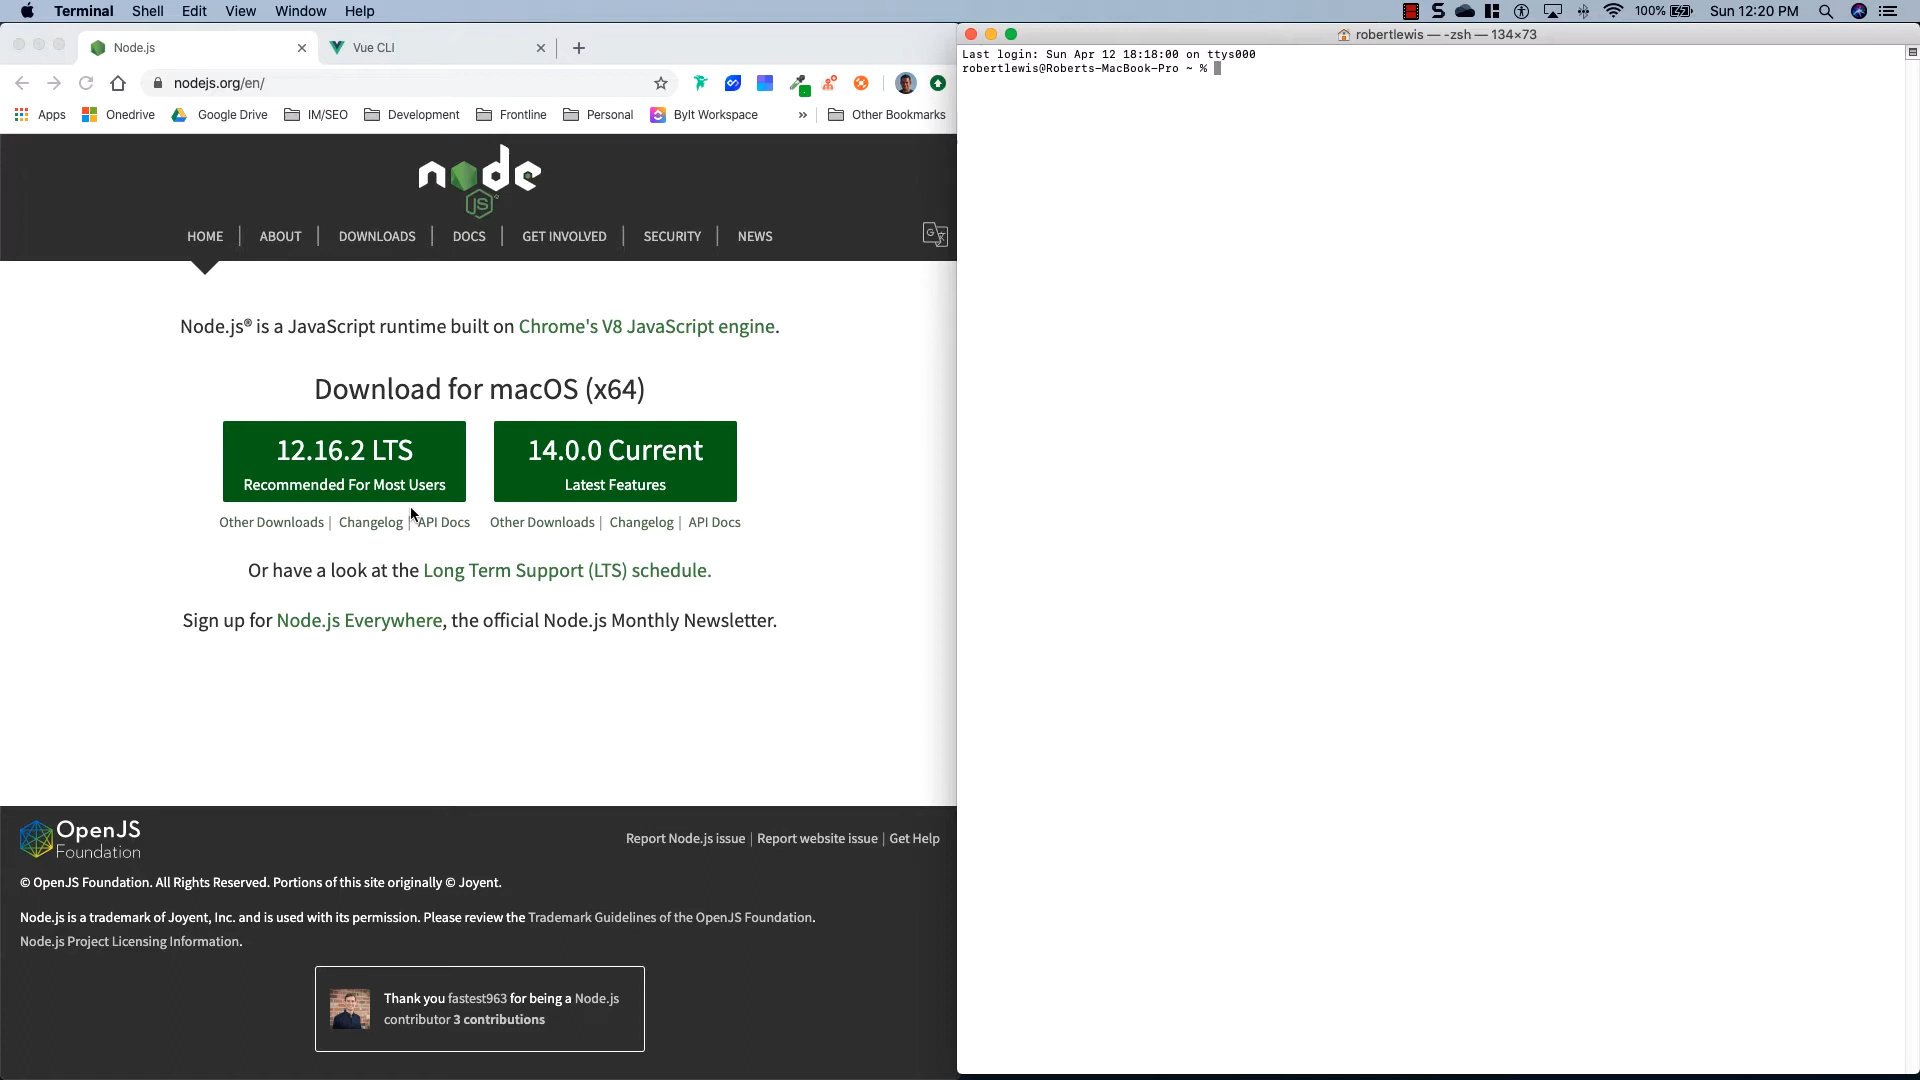 Terminal Shell Edit View Window Help
100% Sun 12:20 PM
Node.js
Vue CLI
nodejs.org/en/
Apps Onedrive Google Drive IM/SEO Development Frontline Personal Bylt Workspace » Other Bookmarks
node
JS
HOME | ABOUT | DOWNLOADS | DOCS | GET INVOLVED | SECURITY | NEWS
Node.js® is a JavaScript runtime built on Chrome's V8 JavaScript engine.
Download for macOS (x64)
12.16.2 LTS
Recommended For Most Users
14.0.0 Current
Latest Features
Other Downloads | Changelog | API Docs
Other Downloads | Changelog | API Docs
Or have a look at the Long Term Support (LTS) schedule.
Sign up for Node.js Everywhere, the official Node.js Monthly Newsletter.
OpenJS
Foundation
Report Node.js issue | Report website issue | Get Help
© OpenJS Foundation. All Rights Reserved. Portions of this site originally © Joyent.
Node.js is a trademark of Joyent, Inc. and is used with its permission. Please review the Trademark Guidelines of the OpenJS Foundation.
Node.js Project Licensing Information.
Thank you fastest963 for being a Node.js
contributor 3 contributions
robertlewis — -zsh — 134×73
Last login: Sun Apr 12 18:18:00 on ttys000
robertlewis@Roberts-MacBook-Pro ~ %